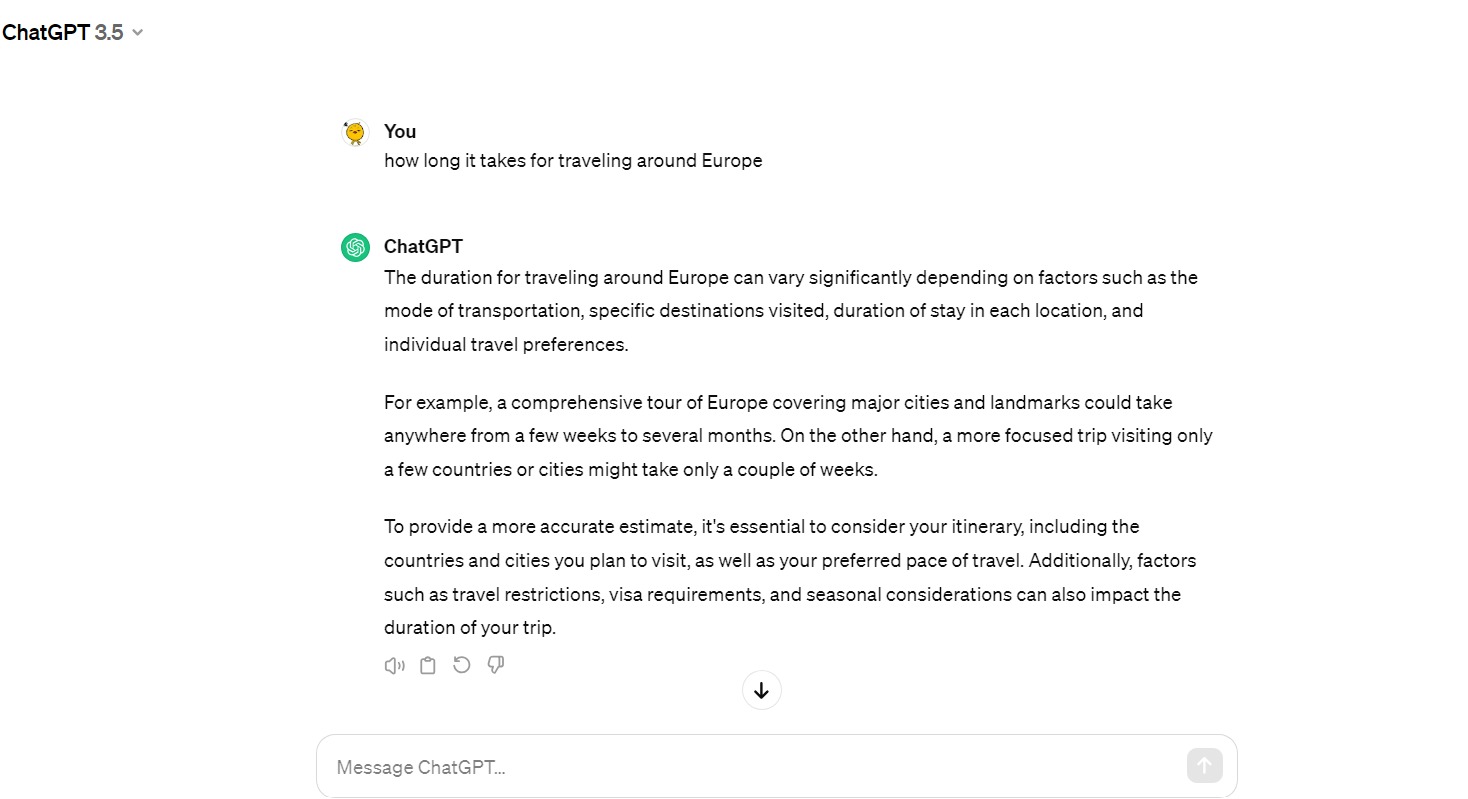 ChatGPT 3.5
You
how long it takes for traveling around Europe
ChatGPT
The duration for traveling around Europe can vary significantly depending on factors such as the
mode of transportation, specific destinations visited, duration of stay in each location, and
individual travel preferences.
For example, a comprehensive tour of Europe covering major cities and landmarks could take
anywhere from a few weeks to several months. On the other hand, a more focused trip visiting only
a few countries or cities might take only a couple of weeks.
To provide a more accurate estimate, it's essential to consider your itinerary, including the
countries and cities you plan to visit, as well as your preferred pace of travel. Additionally, factors
such as travel restrictions, visa requirements, and seasonal considerations can also impact the
duration of your trip.
Message ChatGPT...